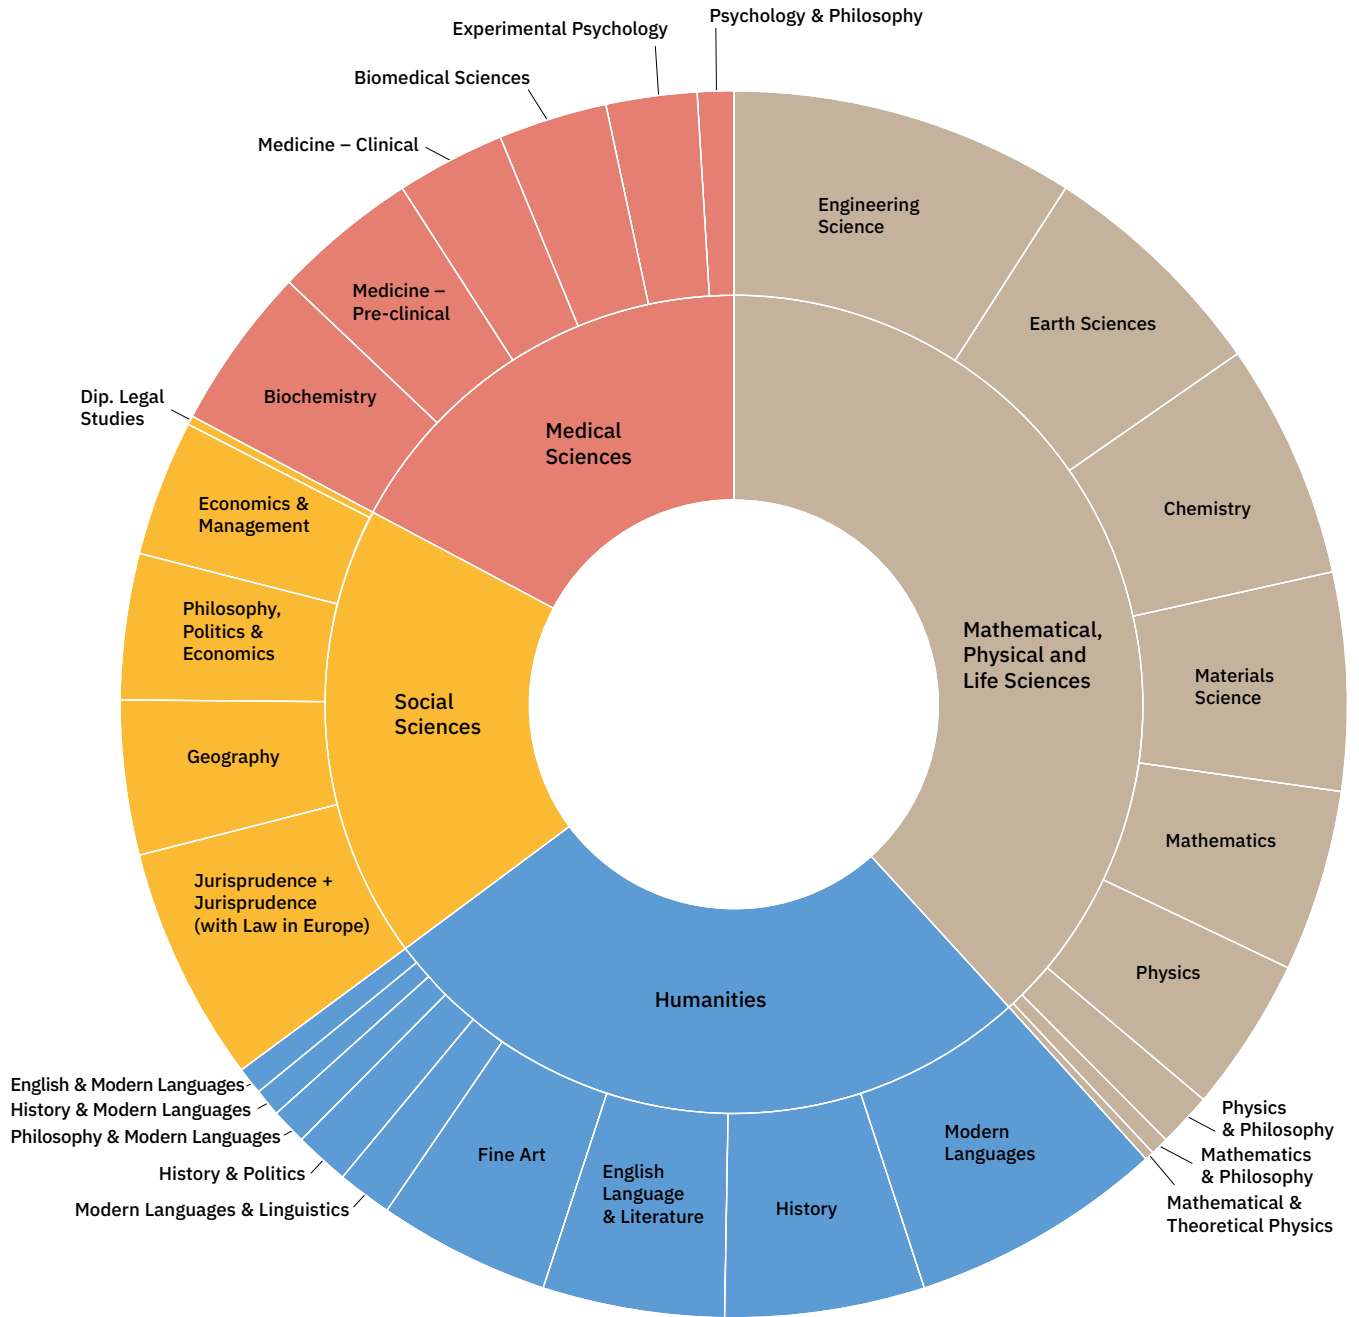 Psychology & Philosophy
Experimental Psychology
Biomedical Sciences
Medicine – Clinical
Engineering
Science
Medicine –
Pre-clinical
Earth Sciences
Biochemistry
Dip. Legal
Studies
Medical
Sciences
Economics &
Management
Chemistry
Philosophy,
Politics &
Economics
Mathematical,
Physical and
Life Sciences
Materials
Science
Social
Sciences
Geography
Mathematics
Jurisprudence +
Jurisprudence
(with Law in Europe)
Physics
Humanities
English & Modern Languages
History & Modern Languages
Philosophy & Modern Languages
History & Politics
Modern Languages & Linguistics
Fine Art
English
Language
& Literature
History
Modern
Languages
Physics
& Philosophy
Mathematics
& Philosophy
Mathematical &
Theoretical Physics